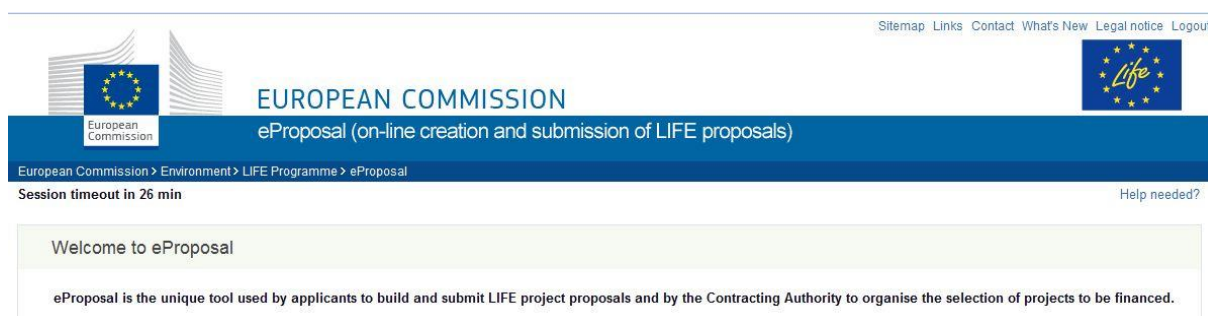 Sitemap Links Contact What's New Legal notice Logout
Life
European
Commission
EUROPEAN COMMISSION
eProposal (on-line creation and submission of LIFE proposals)
European Commission > Environment > LIFE Programme > eProposal
Session timeout in 26 min
Help needed?
Welcome to eProposal
eProposal is the unique tool used by applicants to build and submit LIFE project proposals and by the Contracting Authority to organise the selection of projects to be financed.